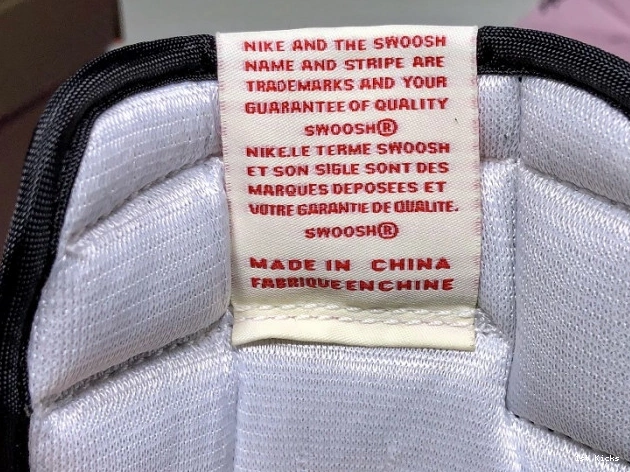 NIKE AND THE SWOOSH
NAME AND STRIPE ARE
TRADEMARKS AND YOUR
GUARANTEE OF QUALITY
SWOOSH®
NIKE.LE TERME SWOOSH
ET SON SIGLE SONT DES
MARQUES DEPOSEES ET
VOTRE GARANTIE DE QUALITE.
SWOOSH®
MADE IN CHINA
FABRIQUE EN CHINE